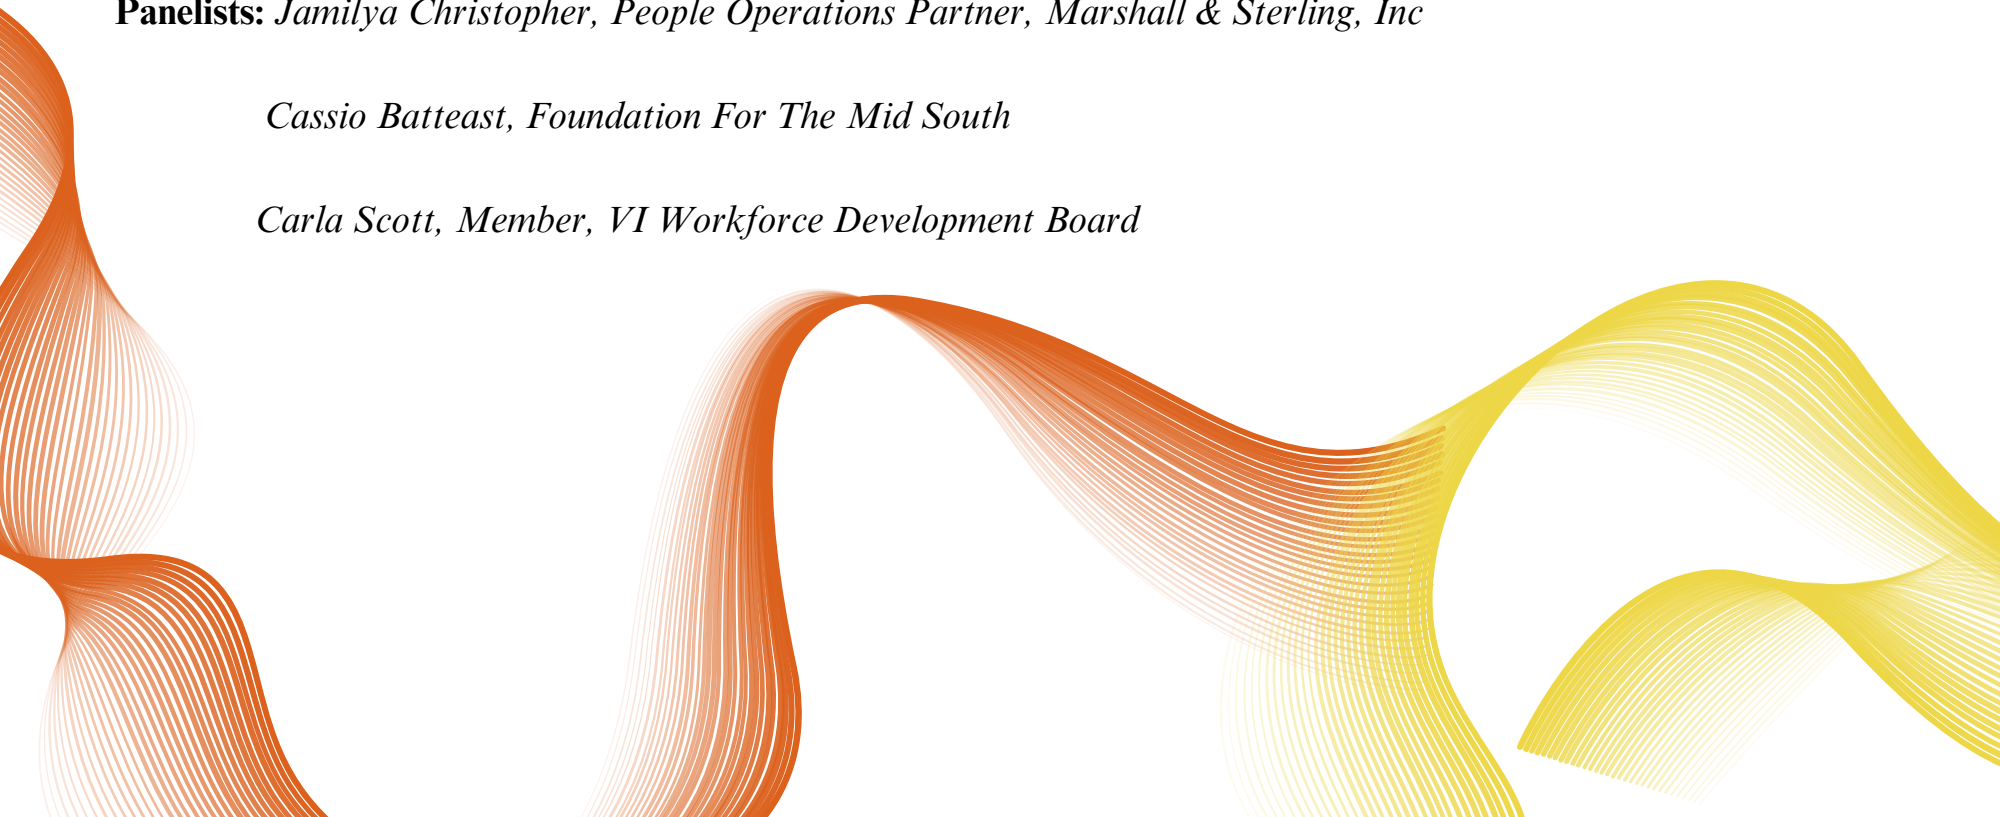 Panelists: Jamilya Christopher, People Operations Partner, Marshall & Sterling, Inc
Cassio Batteast, Foundation For The Mid South
Carla Scott, Member, VI Workforce Development Board